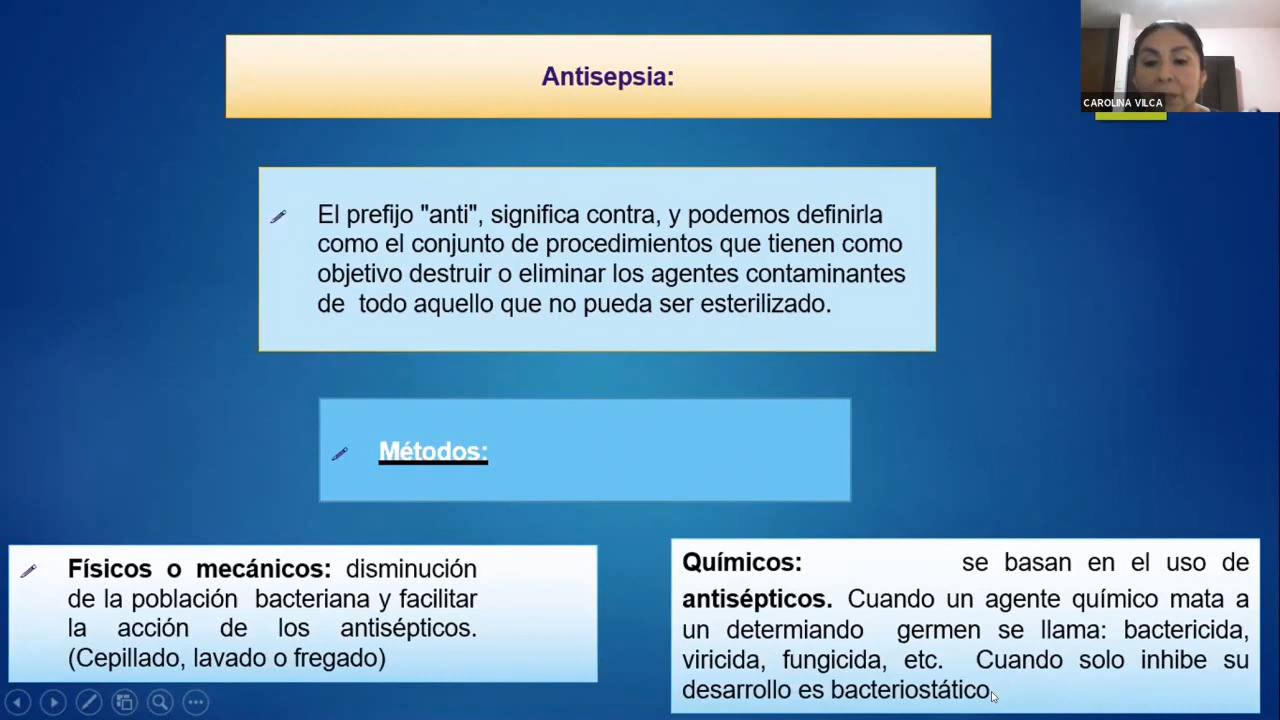 Antisepsia:
CAROLINA VILCA
El prefijo "anti", significa contra, y podemos definirla
como el conjunto de procedimientos que tienen como
objetivo destruir o eliminar los agentes contaminantes
de todo aquello que no pueda ser esterilizado.
Métodos:
Físicos o mecánicos: disminución
de la población bacteriana y facilitar
la acción de los antisépticos.
(Cepillado, lavado o fregado)
Químicos: se basan en el uso de
antisépticos. Cuando un agente químico mata a
un determiando germen se llama: bactericida,
viricida, fungicida, etc. Cuando solo inhibe su
desarrollo es bacteriostático.